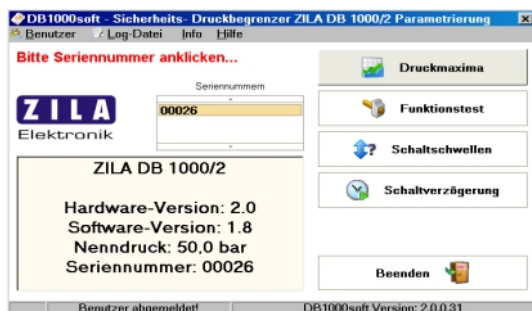 DB1000soft - Sicherheits- Druckbegrenzer ZILA DB 1000/2 Parametrierung
Benutzer Log-Datei Info Hilfe
Bitte Seriennummer anklicken...
Seriennummern
00026
ZILA
Elektronik
ZILA DB 1000/2
Hardware-Version: 2.0
Software-Version: 1.8
Nenndruck: 50,0 bar
Seriennummer: 00026
Druckmaxima
Funktionstest
Schaltschwellen
Schaltverzögerung
Beenden
Benutzer abgemeldet! DB1000soft Version: 2.0.0.31